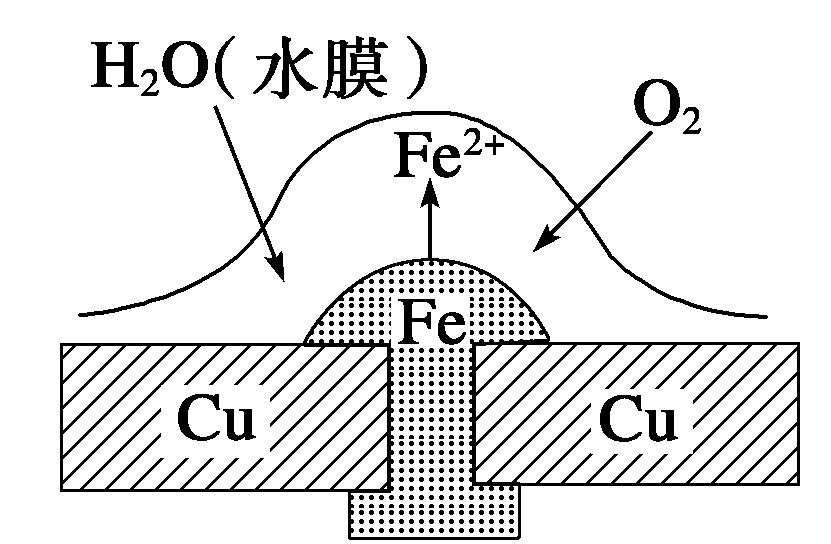 H₂O(水膜)
O₂
Fe²⁺
Fe
Cu
Cu